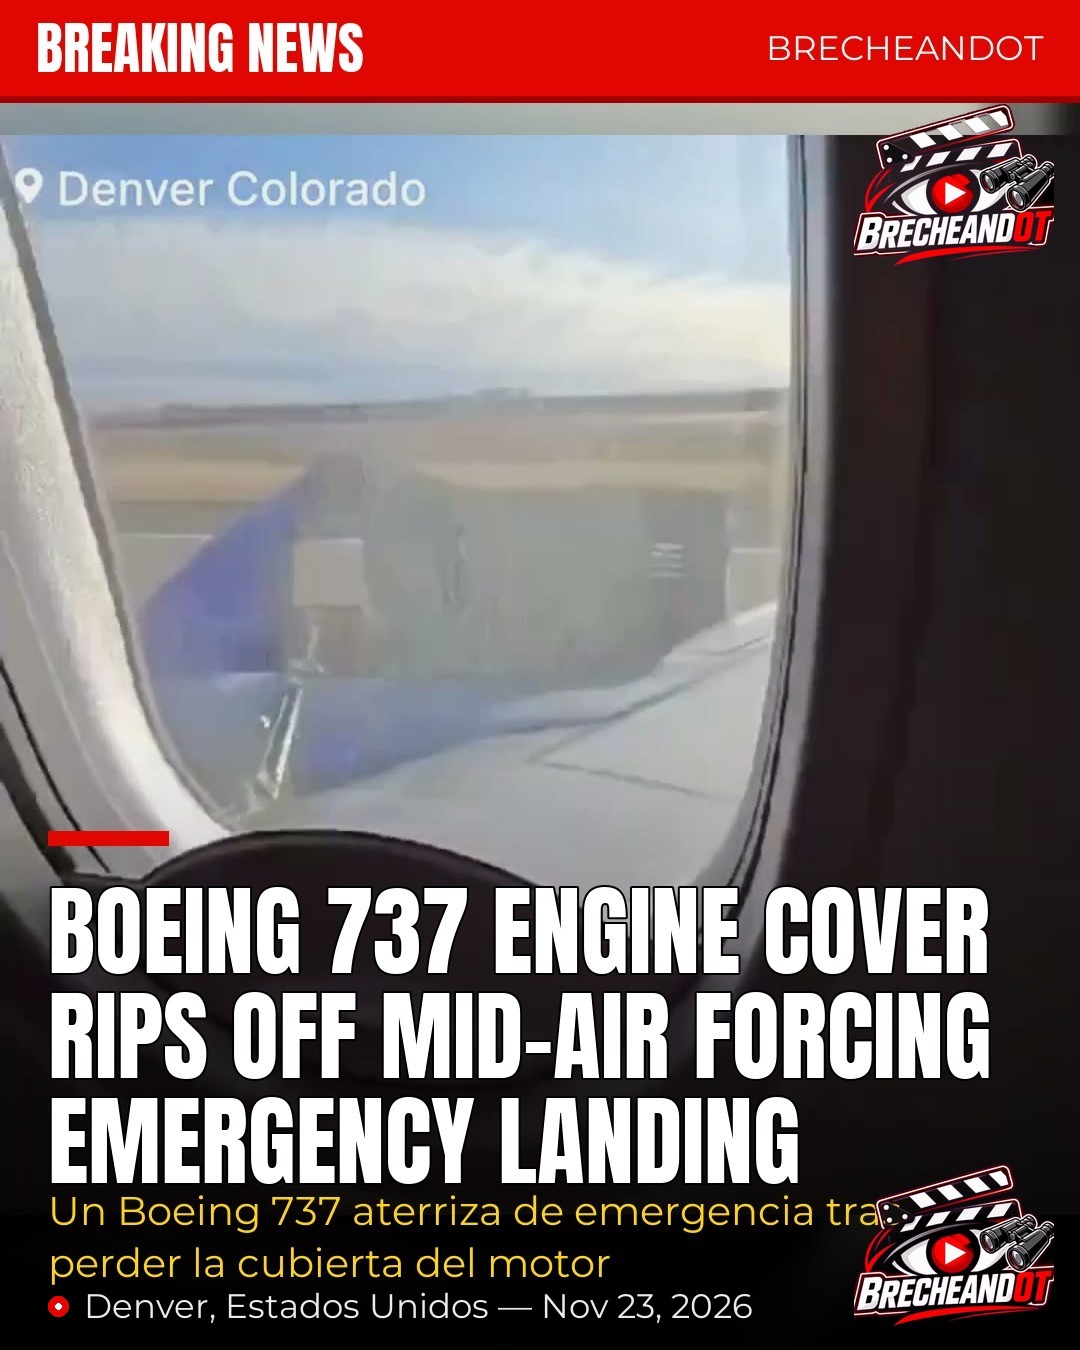 BREAKING NEWS
BRECHEANDOT
Denver Colorado
BRECHEANDOT
BOEING 737 ENGINE COVER
RIPS OFF MID-AIR FORCING
EMERGENCY LANDING
Un Boeing 737 aterriza de emergencia
perder la cubierta del motor
Denver, Estados Unidos — Nov 23, 2026
BRECHEANDOT